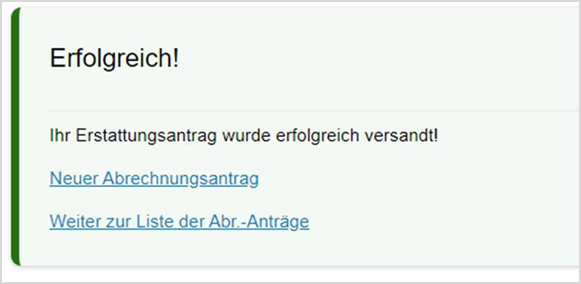 Erfolgreich!
Ihr Erstattungsantrag wurde erfolgreich versandt!
Neuer Abrechnungsantrag
Weiter zur Liste der Abr.-Anträge